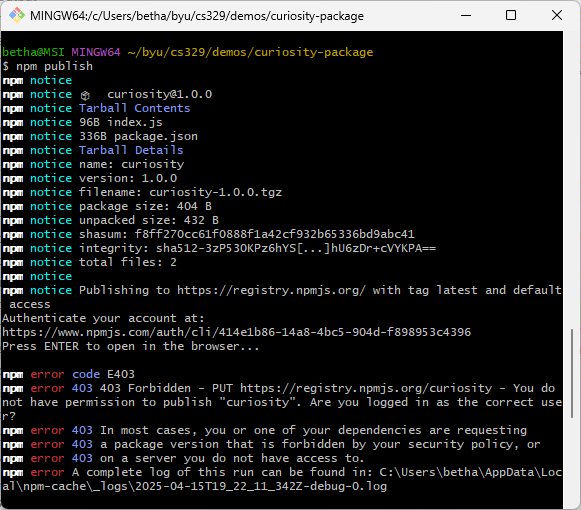 MINGW64:/c/Users/betha/byu/cs329/demos/curiosity-package
betha@MSI MINGW64 ~/byu/cs329/demos/curiosity-package
$ npm publish
npm notice
npm notice 📦  curiosity@1.0.0
npm notice Tarball Contents
npm notice 96B index.js
npm notice 336B package.json
npm notice Tarball Details
npm notice name: curiosity
npm notice version: 1.0.0
npm notice filename: curiosity-1.0.0.tgz
npm notice package size: 404 B
npm notice unpacked size: 432 B
npm notice shasum: f8ff270cc61f0888f1a42cf932b65336bd9abc41
npm notice integrity: sha512-3zP53OKPz6hYS[...]hU6zDr+cVYKPA==
npm notice total files: 2
npm notice
npm notice Publishing to https://registry.npmjs.org/ with tag latest and default
 access
Authenticate your account at:
https://www.npmjs.com/auth/cli/414e1b86-14a8-4bc5-904d-f898953c4396
Press ENTER to open in the browser...
npm error code E403
npm error 403 403 Forbidden - PUT https://registry.npmjs.org/curiosity - You do
not have permission to publish "curiosity". Are you logged in as the correct use
r?
npm error 403 In most cases, you or one of your dependencies are requesting
npm error 403 a package version that is forbidden by your security policy, or
npm error 403 on a server you do not have access to.
npm error A complete log of this run can be found in: C:\Users\betha\AppData\Loc
al\npm-cache\_logs\2025-04-15T19_22_11_342Z-debug-0.log